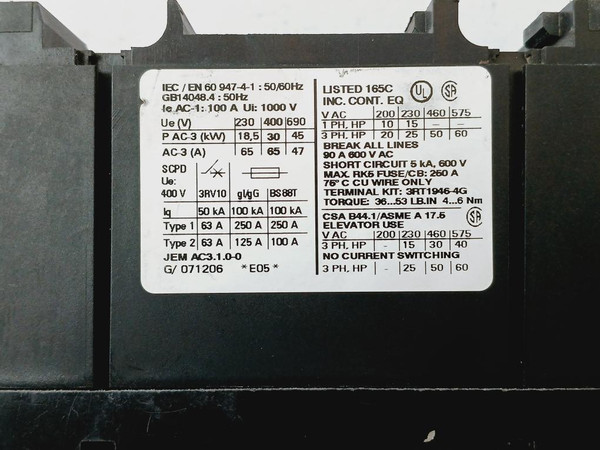 IEC / EN 60 947-4-1 : 50/60Hz
GB14048.4 : 50Hz
Ie AC-1: 100 A Ui: 1000 V
Ue (V) 230 400 690
P AC-3 (kW) 18,5 30 45
AC-3 (A) 65 65 47
SCPD
Ue:
400 V 3RV10 gl/gG BS88T
Iq 50 kA 100 kA 100 kA
Type 1 63 A 250 A 250 A
Type 2 63 A 125 A 100 A
JEM AC3.1.0-0
G/ 071206 *E05*
LISTED 165C UL SA
INC. CONT. EQ
V AC 200 230 460 575
1 PH, HP 10 15 – –
3 PH, HP 20 25 50 60
BREAK ALL LINES
90 A 600 V AC
SHORT CIRCUIT 5 kA, 600 V
MAX. RK5 FUSE/CB: 250 A
75°C CU WIRE ONLY
TERMINAL KIT: 3RT1946-4G
TORQUE: 36...53 LB.IN 4...6 Nm
CSA B44.1/ASME A 17.5 SA
ELEVATOR USE
V AC 200 230 460 575
3 PH, HP - 15 30 40
NO CURRENT SWITCHING
3 PH, HP - 25 50 60